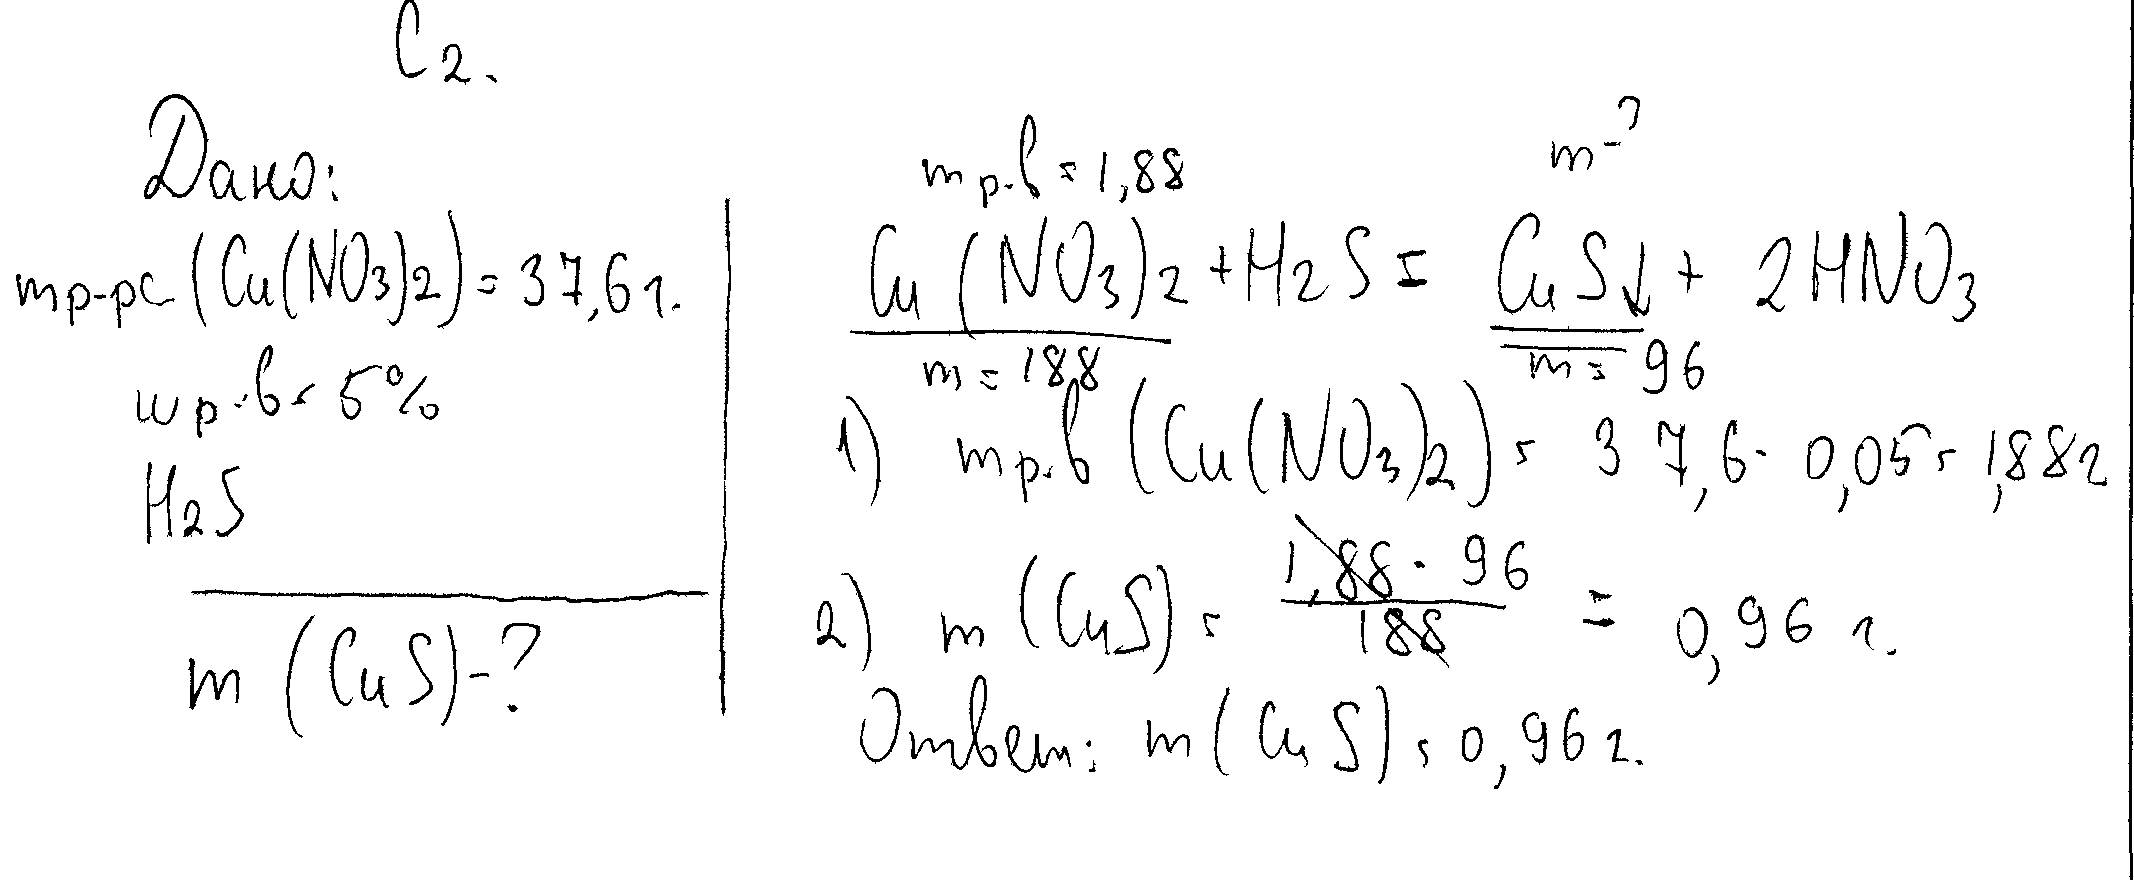 С2.
Дано:
mр-ра (Cu(NO3)2) = 37,6 г.
wр.в = 5%
H2S
m (CuS) - ?
mр.в = 1,88
m - ?
Cu(NO3)2 + H2S = CuS↓ + 2HNO3
m = 188
m = 96
1) mр.в (Cu(NO3)2) = 37,6 · 0,05 = 1,88 г
2) m (CuS) = 1,88 · 96 / 188 = 0,96 г.
Ответ: m (CuS) = 0,96 г.